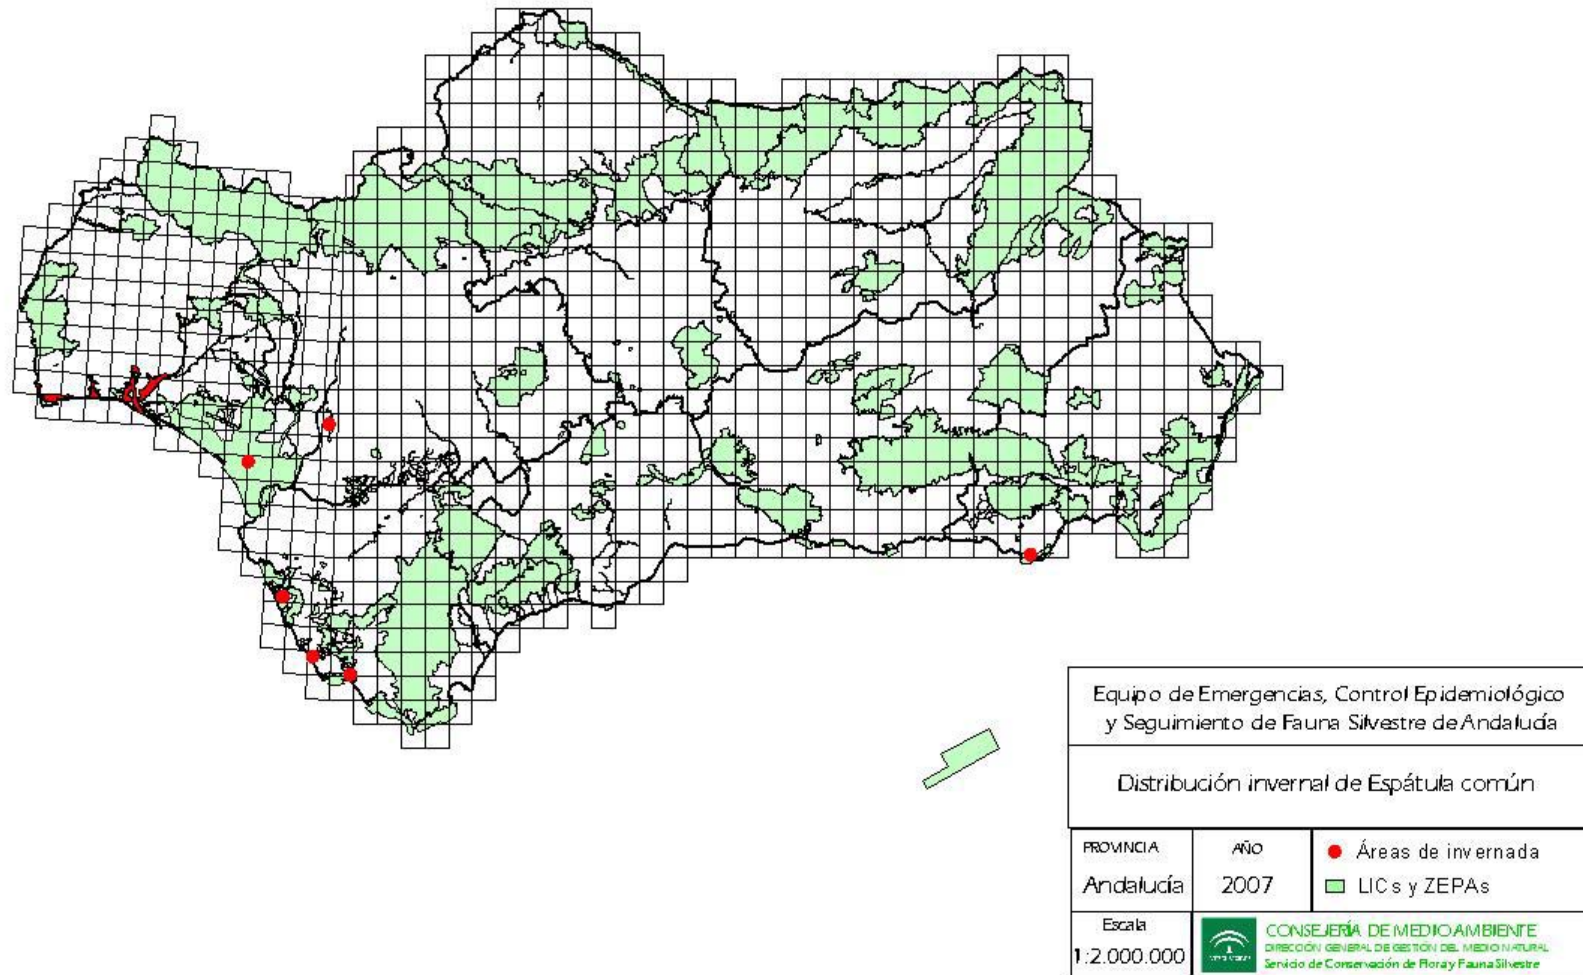 Equipo de Emergencias, Control Epidemiológico
y Seguimiento de Fauna Silvestre de Andalucía
Distribución invernal de Espátula común
PROVINCIA
Andalucía
AÑO
2007
Áreas de invernada
LICs y ZEPAs
Escala
1:2.000.000
CONSEJERÍA DE MEDIO AMBIENTE
DIRECCIÓN GENERAL DE GESTIÓN DEL MEDIO NATURAL
Servicio de Conservación de Flora y Fauna Silvestre